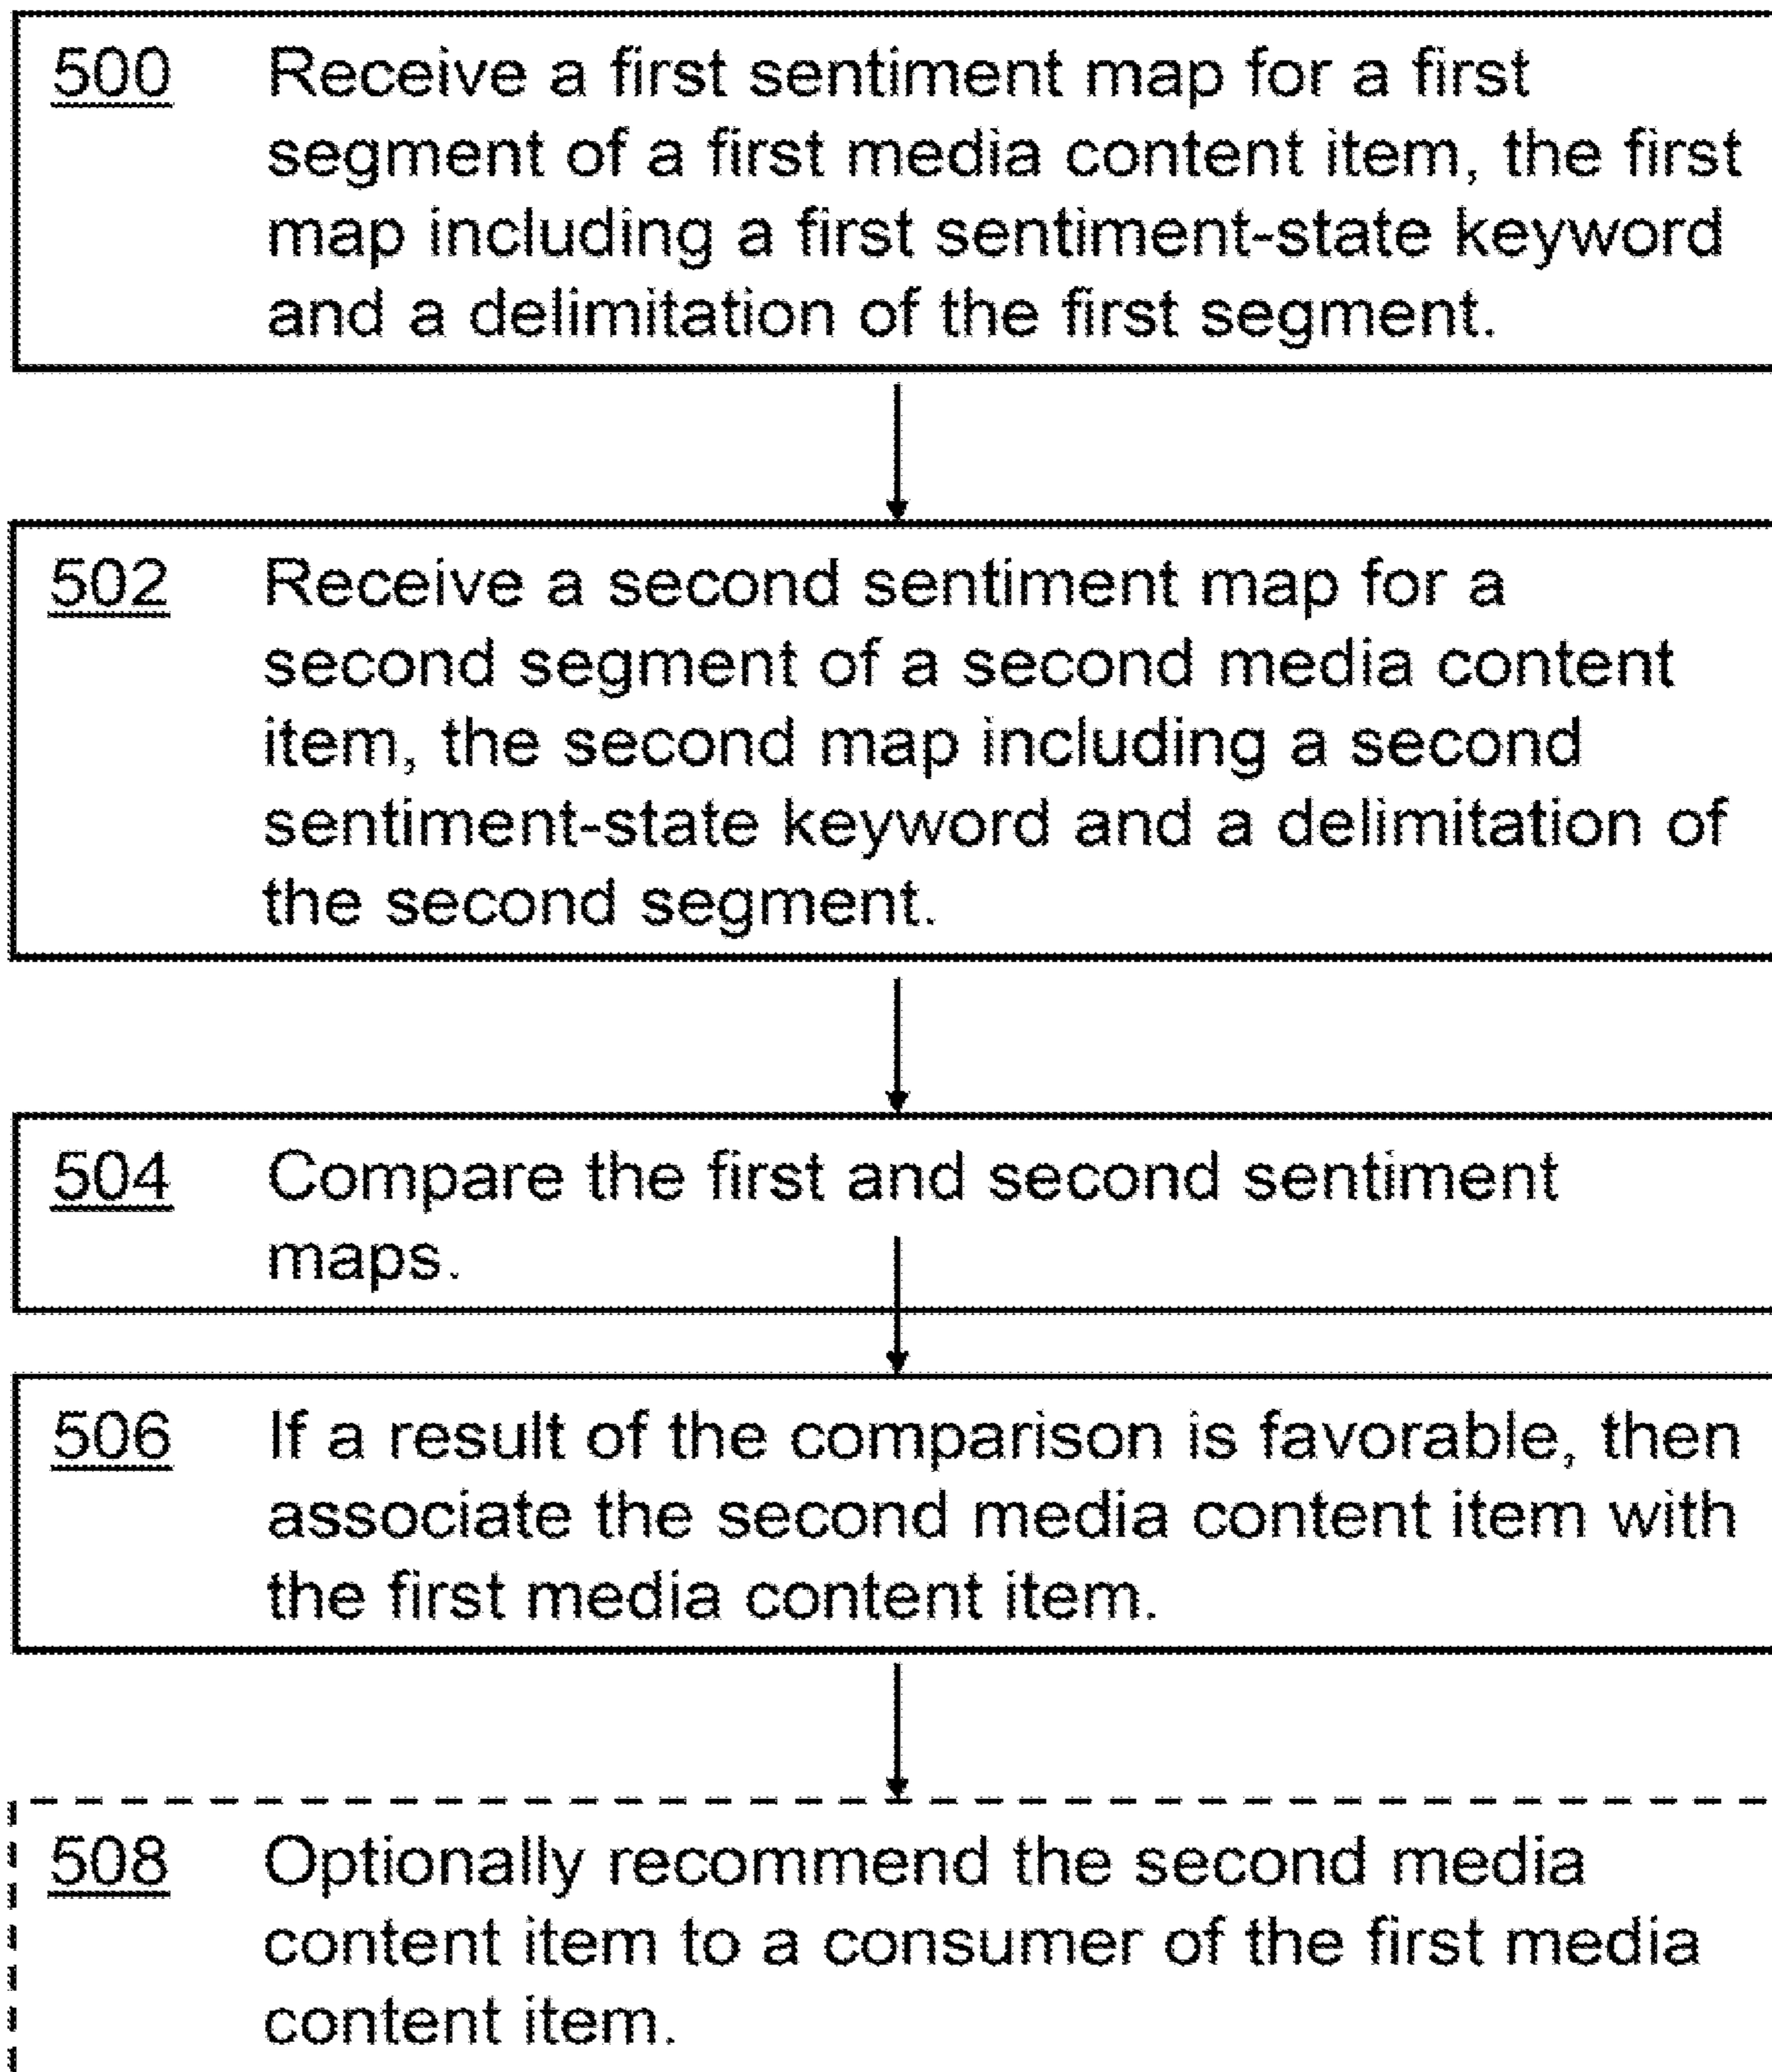 500 Receive a first sentiment map for a first
segment of a first media content item, the first
map including a first sentiment-state keyword
and a delimitation of the first segment.
502 Receive a second sentiment map for a
second segment of a second media content
item, the second map including a second
sentiment-state keyword and a delimitation of
the second segment.
504 Compare the first and second sentiment
maps.
506 If a result of the comparison is favorable, then
associate the second media content item with
the first media content item.
508 Optionally recommend the second media
content item to a consumer of the first media
content item.